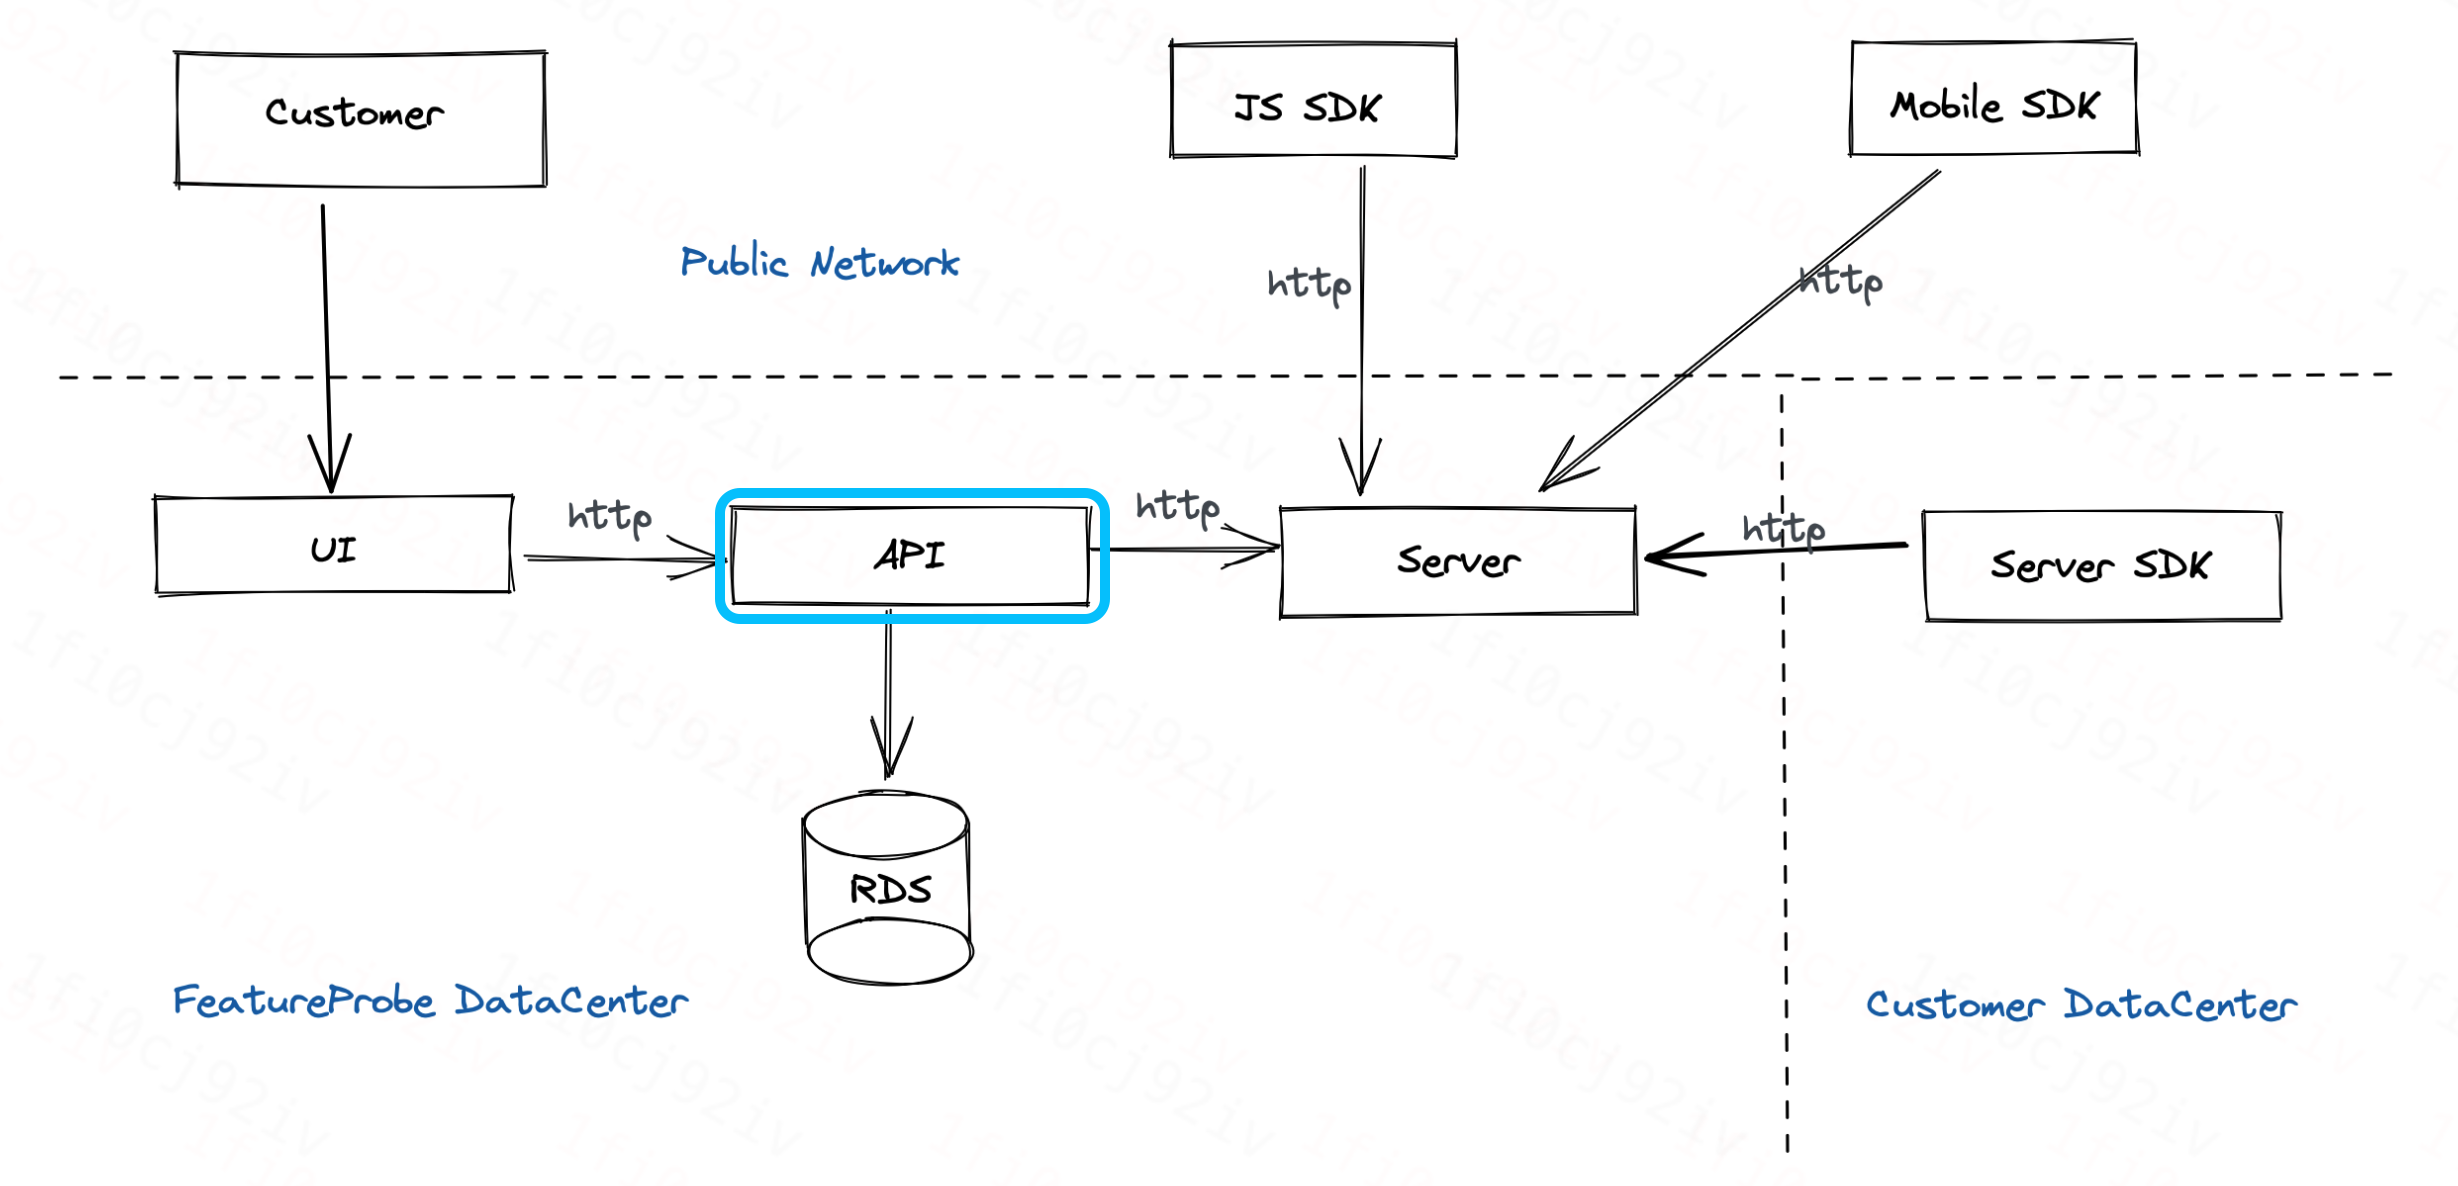 Customer
JS SDK
Mobile SDK
Public Network
http
http
UI
http
API
http
Server
http
Server SDK
RDS
FeatureProbe DataCenter
Customer DataCenter
1fi0cj92iv